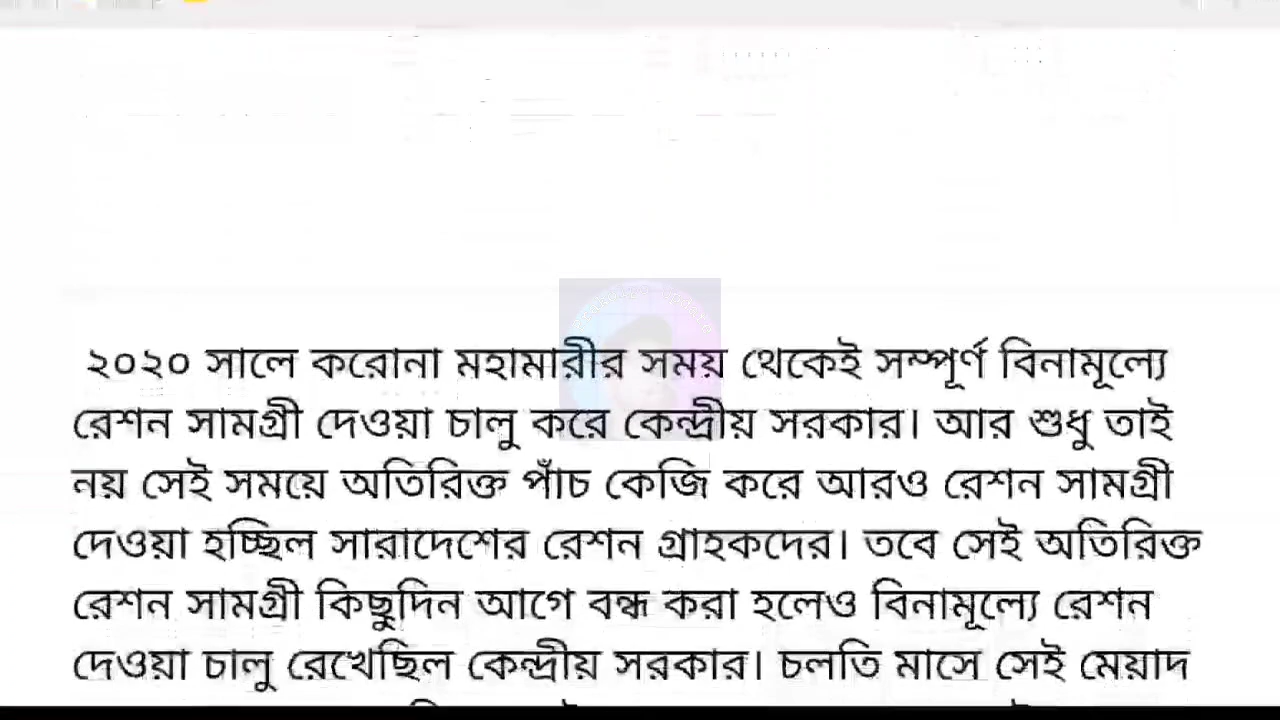 ২০২০ সালে করোনা মহামারীর সময় থেকেই সম্পূর্ণ বিনামূল্যে
রেশন সামগ্রী দেওয়া চালু করে কেন্দ্রীয় সরকার। আর শুধু তাই
নয় সেই সময়ে অতিরিক্ত পাঁচ কেজি করে আরও রেশন সামগ্রী
দেওয়া হচ্ছিল সারাদেশের রেশন গ্রাহকদের। তবে সেই অতিরিক্ত
রেশন সামগ্রী কিছুদিন আগে বন্ধ করা হলেও বিনামূল্যে রেশন
দেওয়া চালু রেখেছিল কেন্দ্রীয় সরকার। চলতি মাসে সেই মেয়াদ